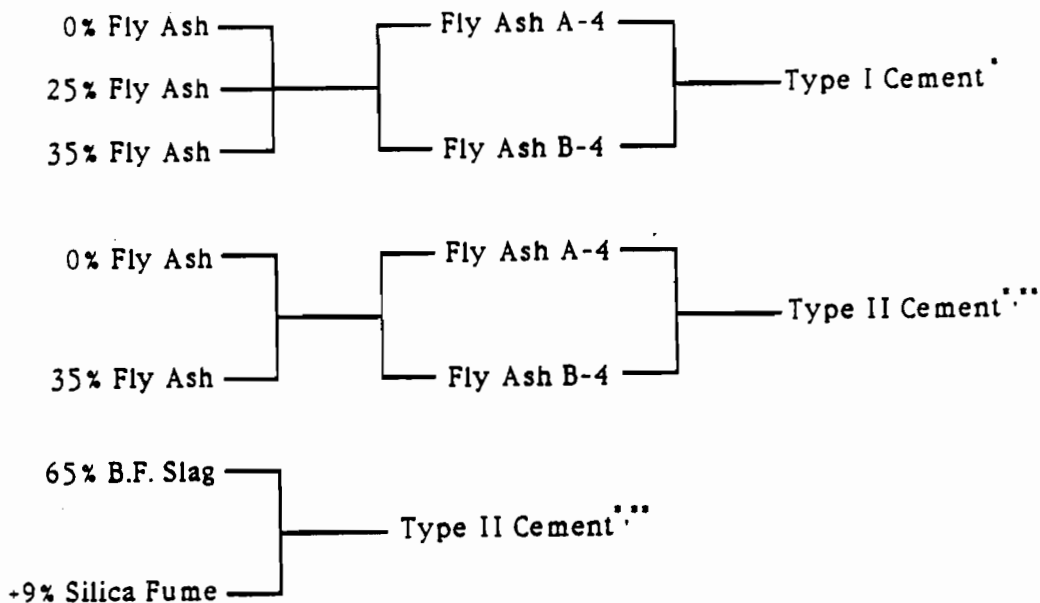 0% Fly Ash
25% Fly Ash
35% Fly Ash
Fly Ash A-4
Fly Ash B-4
Type I Cement*
0% Fly Ash
35% Fly Ash
Fly Ash A-4
Fly Ash B-4
Type II Cement*,**
65% B.F. Slag
+9% Silica Fume
Type II Cement*,**